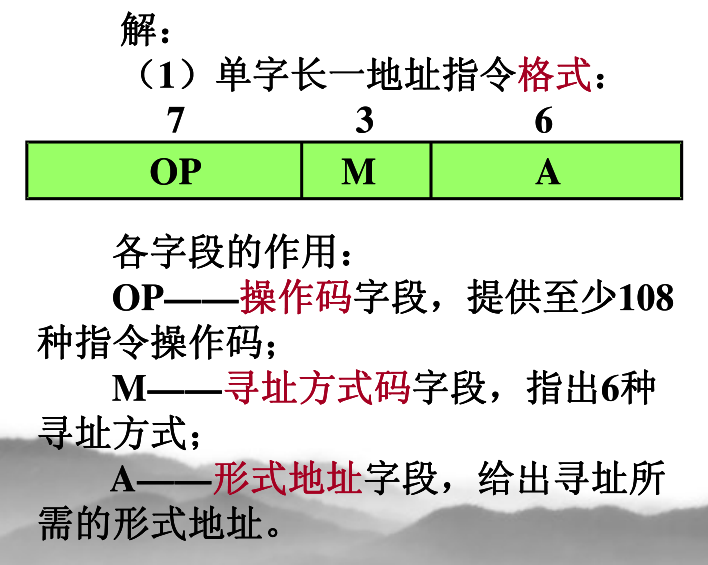 解：
（1）单字长一地址指令格式：
7 3 6
OP M A
各字段的作用：
OP——操作码字段，提供至少108
种指令操作码；
M——寻址方式码字段，指出6种
寻址方式；
A——形式地址字段，给出寻址所
需的形式地址。